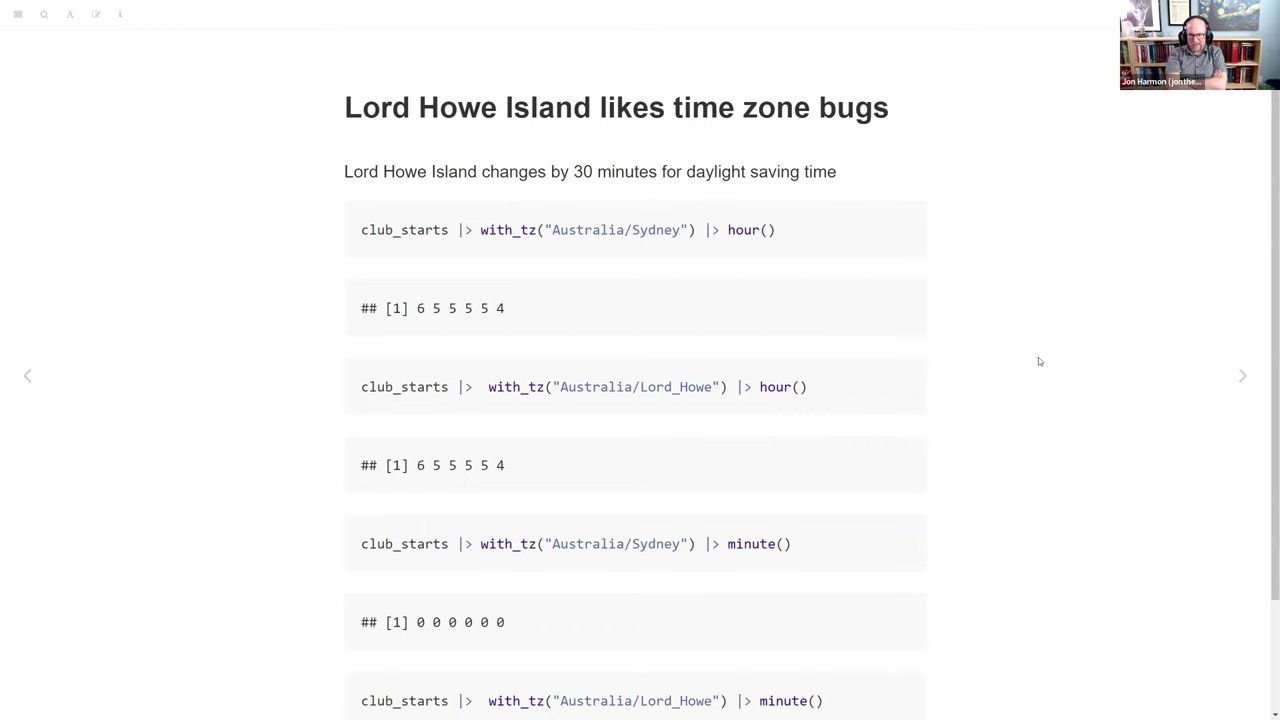 Jon Harmon (jonthe...
Lord Howe Island likes time zone bugs
Lord Howe Island changes by 30 minutes for daylight saving time
club_starts |> with_tz("Australia/Sydney") |> hour()
## [1] 6 5 5 5 5 4
club_starts |>  with_tz("Australia/Lord_Howe") |> hour()
## [1] 6 5 5 5 5 4
club_starts |> with_tz("Australia/Sydney") |> minute()
## [1] 0 0 0 0 0 0
club_starts |>  with_tz("Australia/Lord_Howe") |> minute()